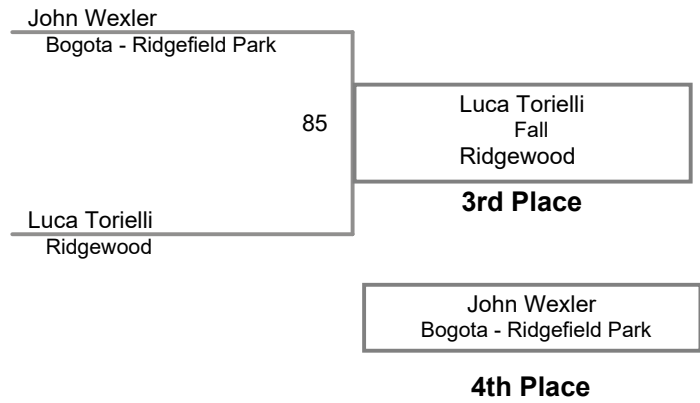 John Wexler
Bogota - Ridgefield Park
85
Luca Torielli
Fall
Ridgewood
3rd Place
Luca Torielli
Ridgewood
John Wexler
Bogota - Ridgefield Park
4th Place